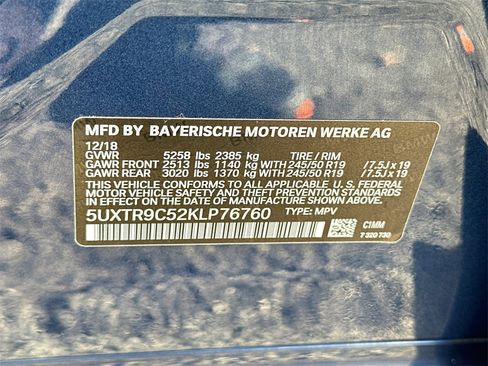 MFD BY BAYERISCHE MOTOREN WERKE AG
12/18
GVWR 5258 lbs 2385 kg TIRE / RIM
GAWR FRONT 2513 lbs 1140 kg WITH 245/50 R19 /7.5J x 19
GAWR REAR 3020 lbs 1370 kg WITH 245/50 R19 /7.5J x 19
THIS VEHICLE CONFORMS TO ALL APPLICABLE U.S. FEDERAL MOTOR VEHICLE
SAFETY AND THEFT PREVENTION STANDARDS IN EFFECT ON THE DATE OF
MANUFACTURE SHOWN ABOVE.
5UXTR9C52KLP76760 TYPE: MPV
C1MM
7 320 730